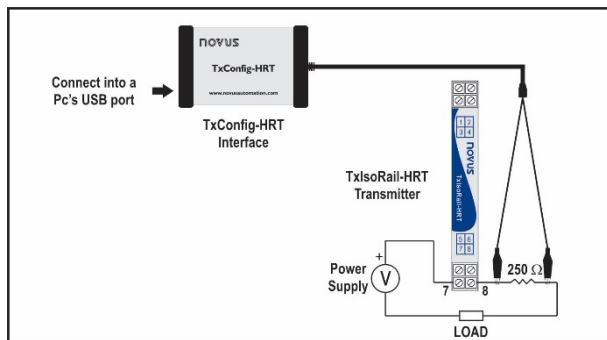 novus
TxConfig-HRT
www.novusautomation.com
Connect into a
Pc's USB port
TxConfig-HRT
Interface
TxIsoRail-HRT
Transmitter
1 2
3 4
novus
TxIsoRail-HRT
5 6
7 8
Power
Supply
+
V
7
8
250 Ω
LOAD